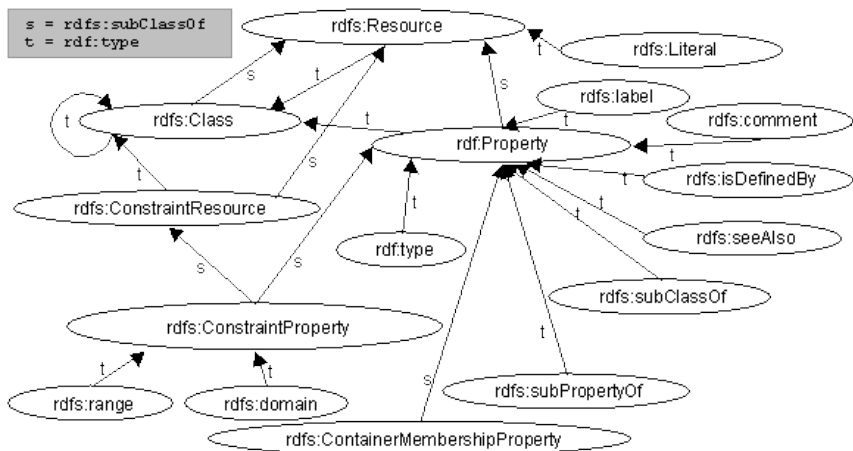 s = rdfs:subClassOf
t = rdf:type
rdfs:Resource
rdfs:Literal
s
t
s
t
rdfs:label
t
rdfs:Class
t
t
rdfs:comment
rdf:Property
t
s
t
rdfs:isDefinedBy
t
t
rdfs:ConstraintResource
s
t
t
t
rdf:type
rdfs:seeAlso
s
rdfs:subClassOf
rdfs:ConstraintProperty
t
t
t
s
rdfs:range
rdfs:domain
rdfs:subPropertyOf
rdfs:ContainerMembershipProperty